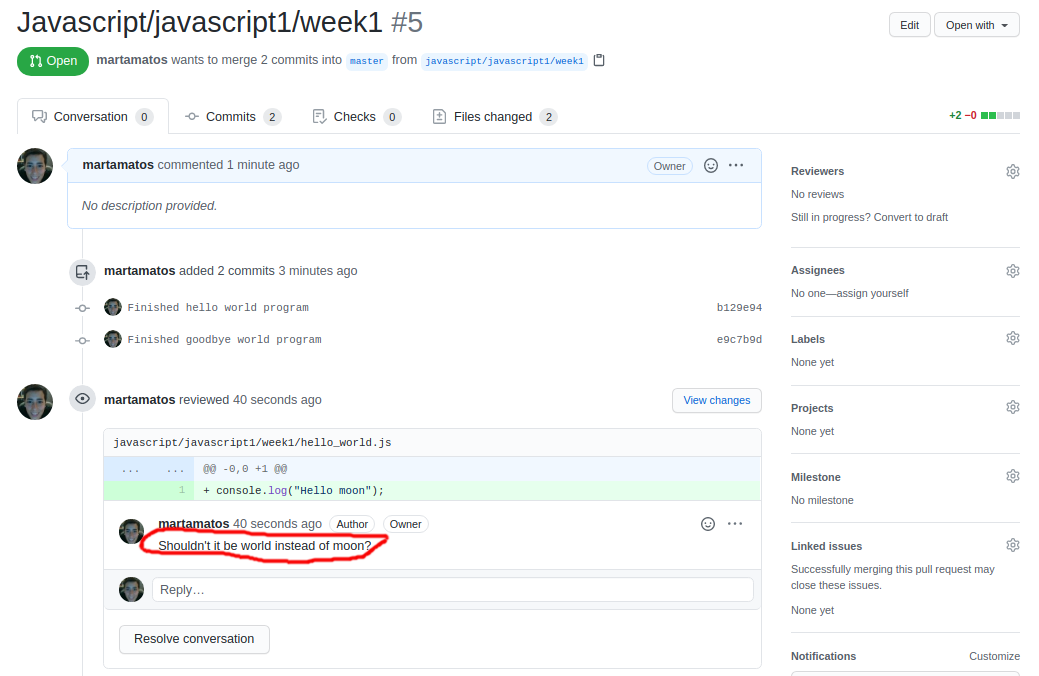 Javascript/javascript1/week1 #5
Edit
Open with
Open
martamatos wants to merge 2 commits into master from javascript/javascript1/week1
Conversation 0
Commits 2
Checks 0
Files changed 2
+2 −0
martamatos commented 1 minute ago
Owner
No description provided.
martamatos added 2 commits 3 minutes ago
Finished hello world program b129e94
Finished goodbye world program e9c7b9d
martamatos reviewed 40 seconds ago
View changes
javascript/javascript1/week1/hello_world.js
... ... @@ -0,0 +1 @@
1 + console.log("Hello moon");
martamatos 40 seconds ago Author Owner
Shouldn't it be world instead of moon?
Reply…
Resolve conversation
Reviewers
No reviews
Still in progress? Convert to draft
Assignees
No one—assign yourself
Labels
None yet
Projects
None yet
Milestone
No milestone
Linked issues
Successfully merging this pull request may
close these issues.
None yet
Notifications
Customize